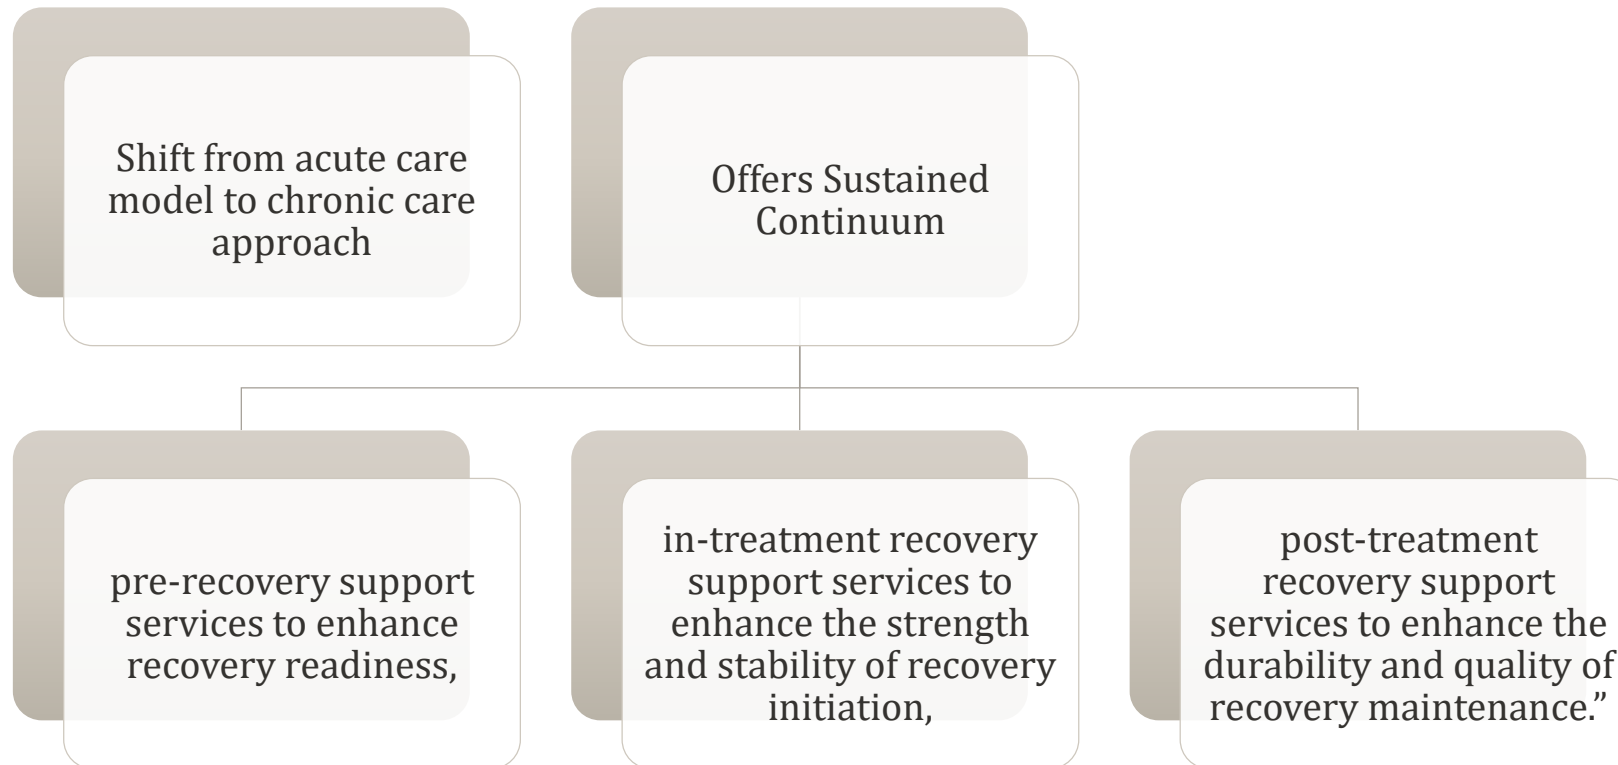 Shift from acute care
model to chronic care
approach
Offers Sustained
Continuum
pre-recovery support
services to enhance
recovery readiness,
in-treatment recovery
support services to
enhance the strength
and stability of recovery
initiation,
post-treatment
recovery support
services to enhance the
durability and quality of
recovery maintenance.”